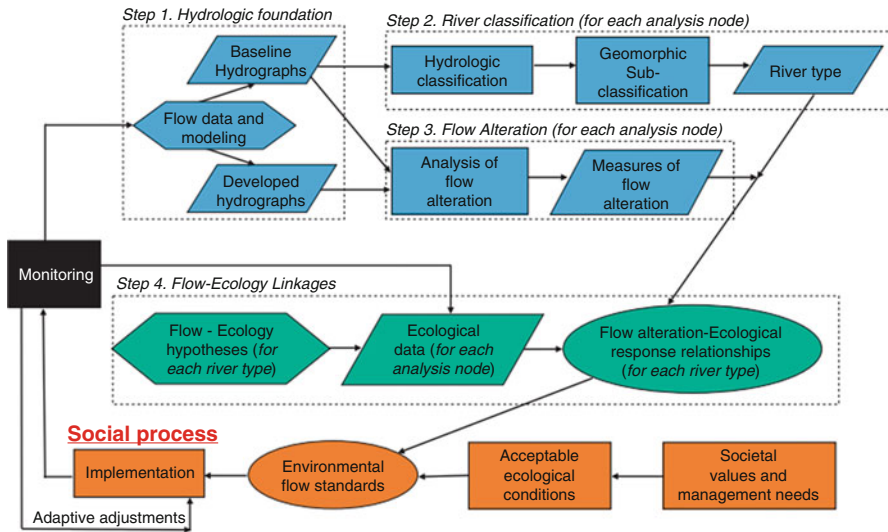 Step 1. Hydrologic foundation
Baseline
Hydrographs
Flow data and
modeling
Developed
hydrographs
Step 2. River classification (for each analysis node)
Hydrologic
classification
Geomorphic
Sub-
classification
River type
Step 3. Flow Alteration (for each analysis node)
Analysis of
flow
alteration
Measures of
flow
alteration
Monitoring
Step 4. Flow-Ecology Linkages
Flow - Ecology
hypotheses (for
each river type)
Ecological
data (for each
analysis node)
Flow alteration-Ecological
response relationships
(for each river type)
Social process
Implementation
Environmental
flow standards
Acceptable
ecological
conditions
Societal
values and
management needs
Adaptive adjustments